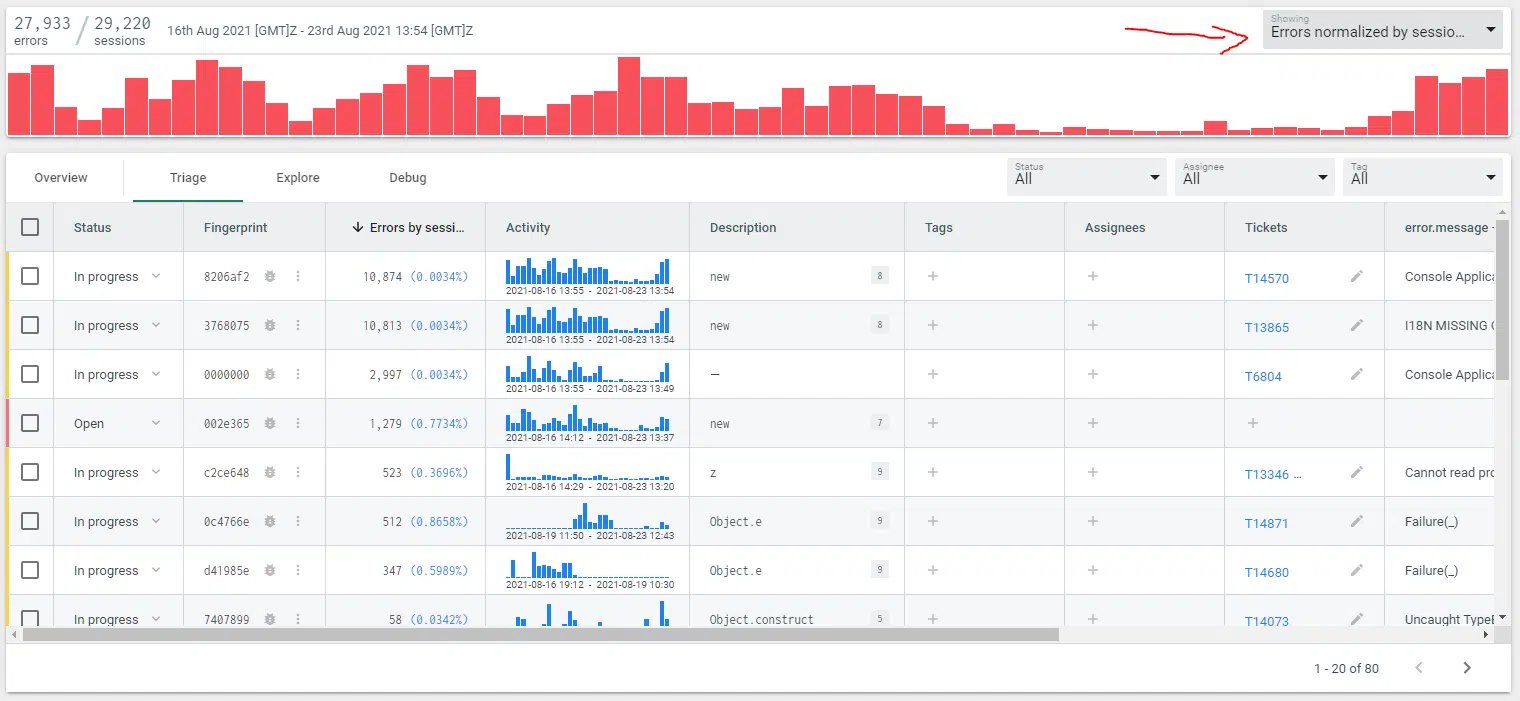 27,933 / 29,220 16th Aug 2021 [GMT]Z - 23rd Aug 2021 13:54 [GMT]Z
errors sessions
Showing
Errors normalized by sessio...
Overview Triage Explore Debug
Status
All
Assignee
All
Tag
All
Status Fingerprint Errors by sessi... Activity Description Tags Assignees Tickets error.message
In progress 8206af2 10,874 (0.0034%) new 8 + + T14570 Console Applica
2021-08-16 13:55 - 2021-08-23 13:54
In progress 3768075 10,813 (0.0034%) new 8 + + T13865 I18N MISSING
2021-08-16 13:55 - 2021-08-23 13:54
In progress 0000000 2,997 (0.0034%) — + + T6804 Console Applica
2021-08-16 13:55 - 2021-08-23 13:49
Open 002e365 1,279 (0.7734%) new 7 + + +
2021-08-16 14:12 - 2021-08-23 13:37
In progress c2ce648 523 (0.3696%) z 9 + + T13346 ... Cannot read pro
2021-08-16 14:29 - 2021-08-23 13:20
In progress 0c4766e 512 (0.8658%) Object.e 9 + + T14871 Failure(_)
2021-08-19 11:50 - 2021-08-23 12:43
In progress d41985e 347 (0.5989%) Object.e 9 + + T14680 Failure(_)
2021-08-16 19:12 - 2021-08-19 10:30
In progress 7407899 58 (0.0342%) Object.construct 5 + + T14073 Uncaught TypeE
1 - 20 of 80